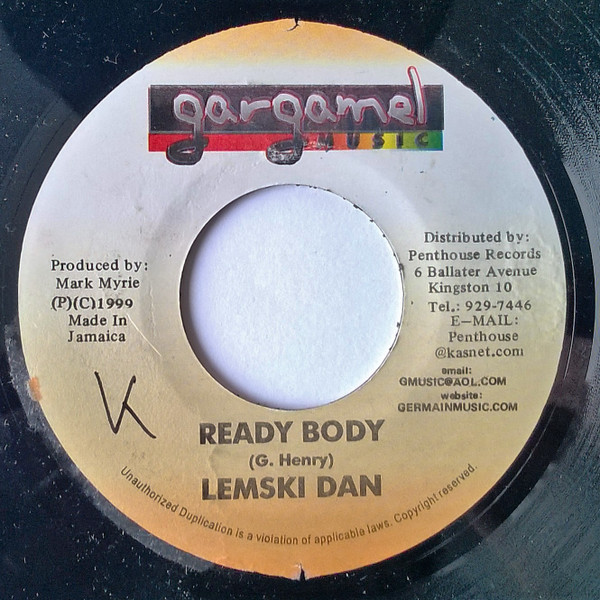 gargamel
MUSIC
Produced by:
Mark Myrie
(P)(C)1999
Made In
Jamaica
Distributed by:
Penthouse Records
6 Ballater Avenue
Kingston 10
Tel.: 929-7446
E-MAIL:
Penthouse
@kasnet.com
email:
GMUSIC@AOL.COM
website:
GERMAINMUSIC.COM
K
READY BODY
(G. Henry)
LEMSKI DAN
Unauthorized Duplication is a violation of applicable laws. Copyright reserved.